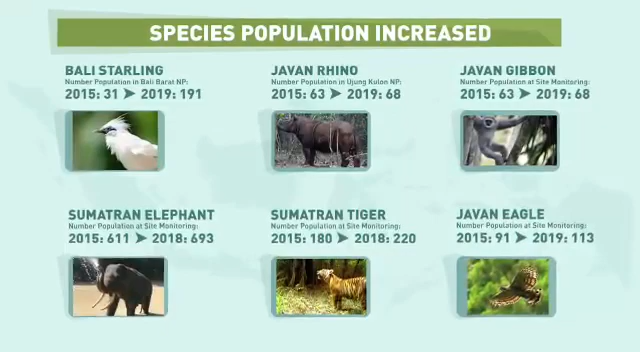 SPECIES POPULATION INCREASED
BALI STARLING
Number Population in Bali Barat NP:
2015: 31 ➤ 2019: 191
JAVAN RHINO
Number Population in Ujung Kulon NP:
2015: 63 ➤ 2019: 68
JAVAN GIBBON
Number Population at Site Monitoring:
2015: 63 ➤ 2019: 68
SUMATRAN ELEPHANT
Number Population at Site Monitoring:
2015: 611 ➤ 2018: 693
SUMATRAN TIGER
Number Population at Site Monitoring:
2015: 180 ➤ 2018: 220
JAVAN EAGLE
Number Population at Site Monitoring:
2015: 91 ➤ 2019: 113